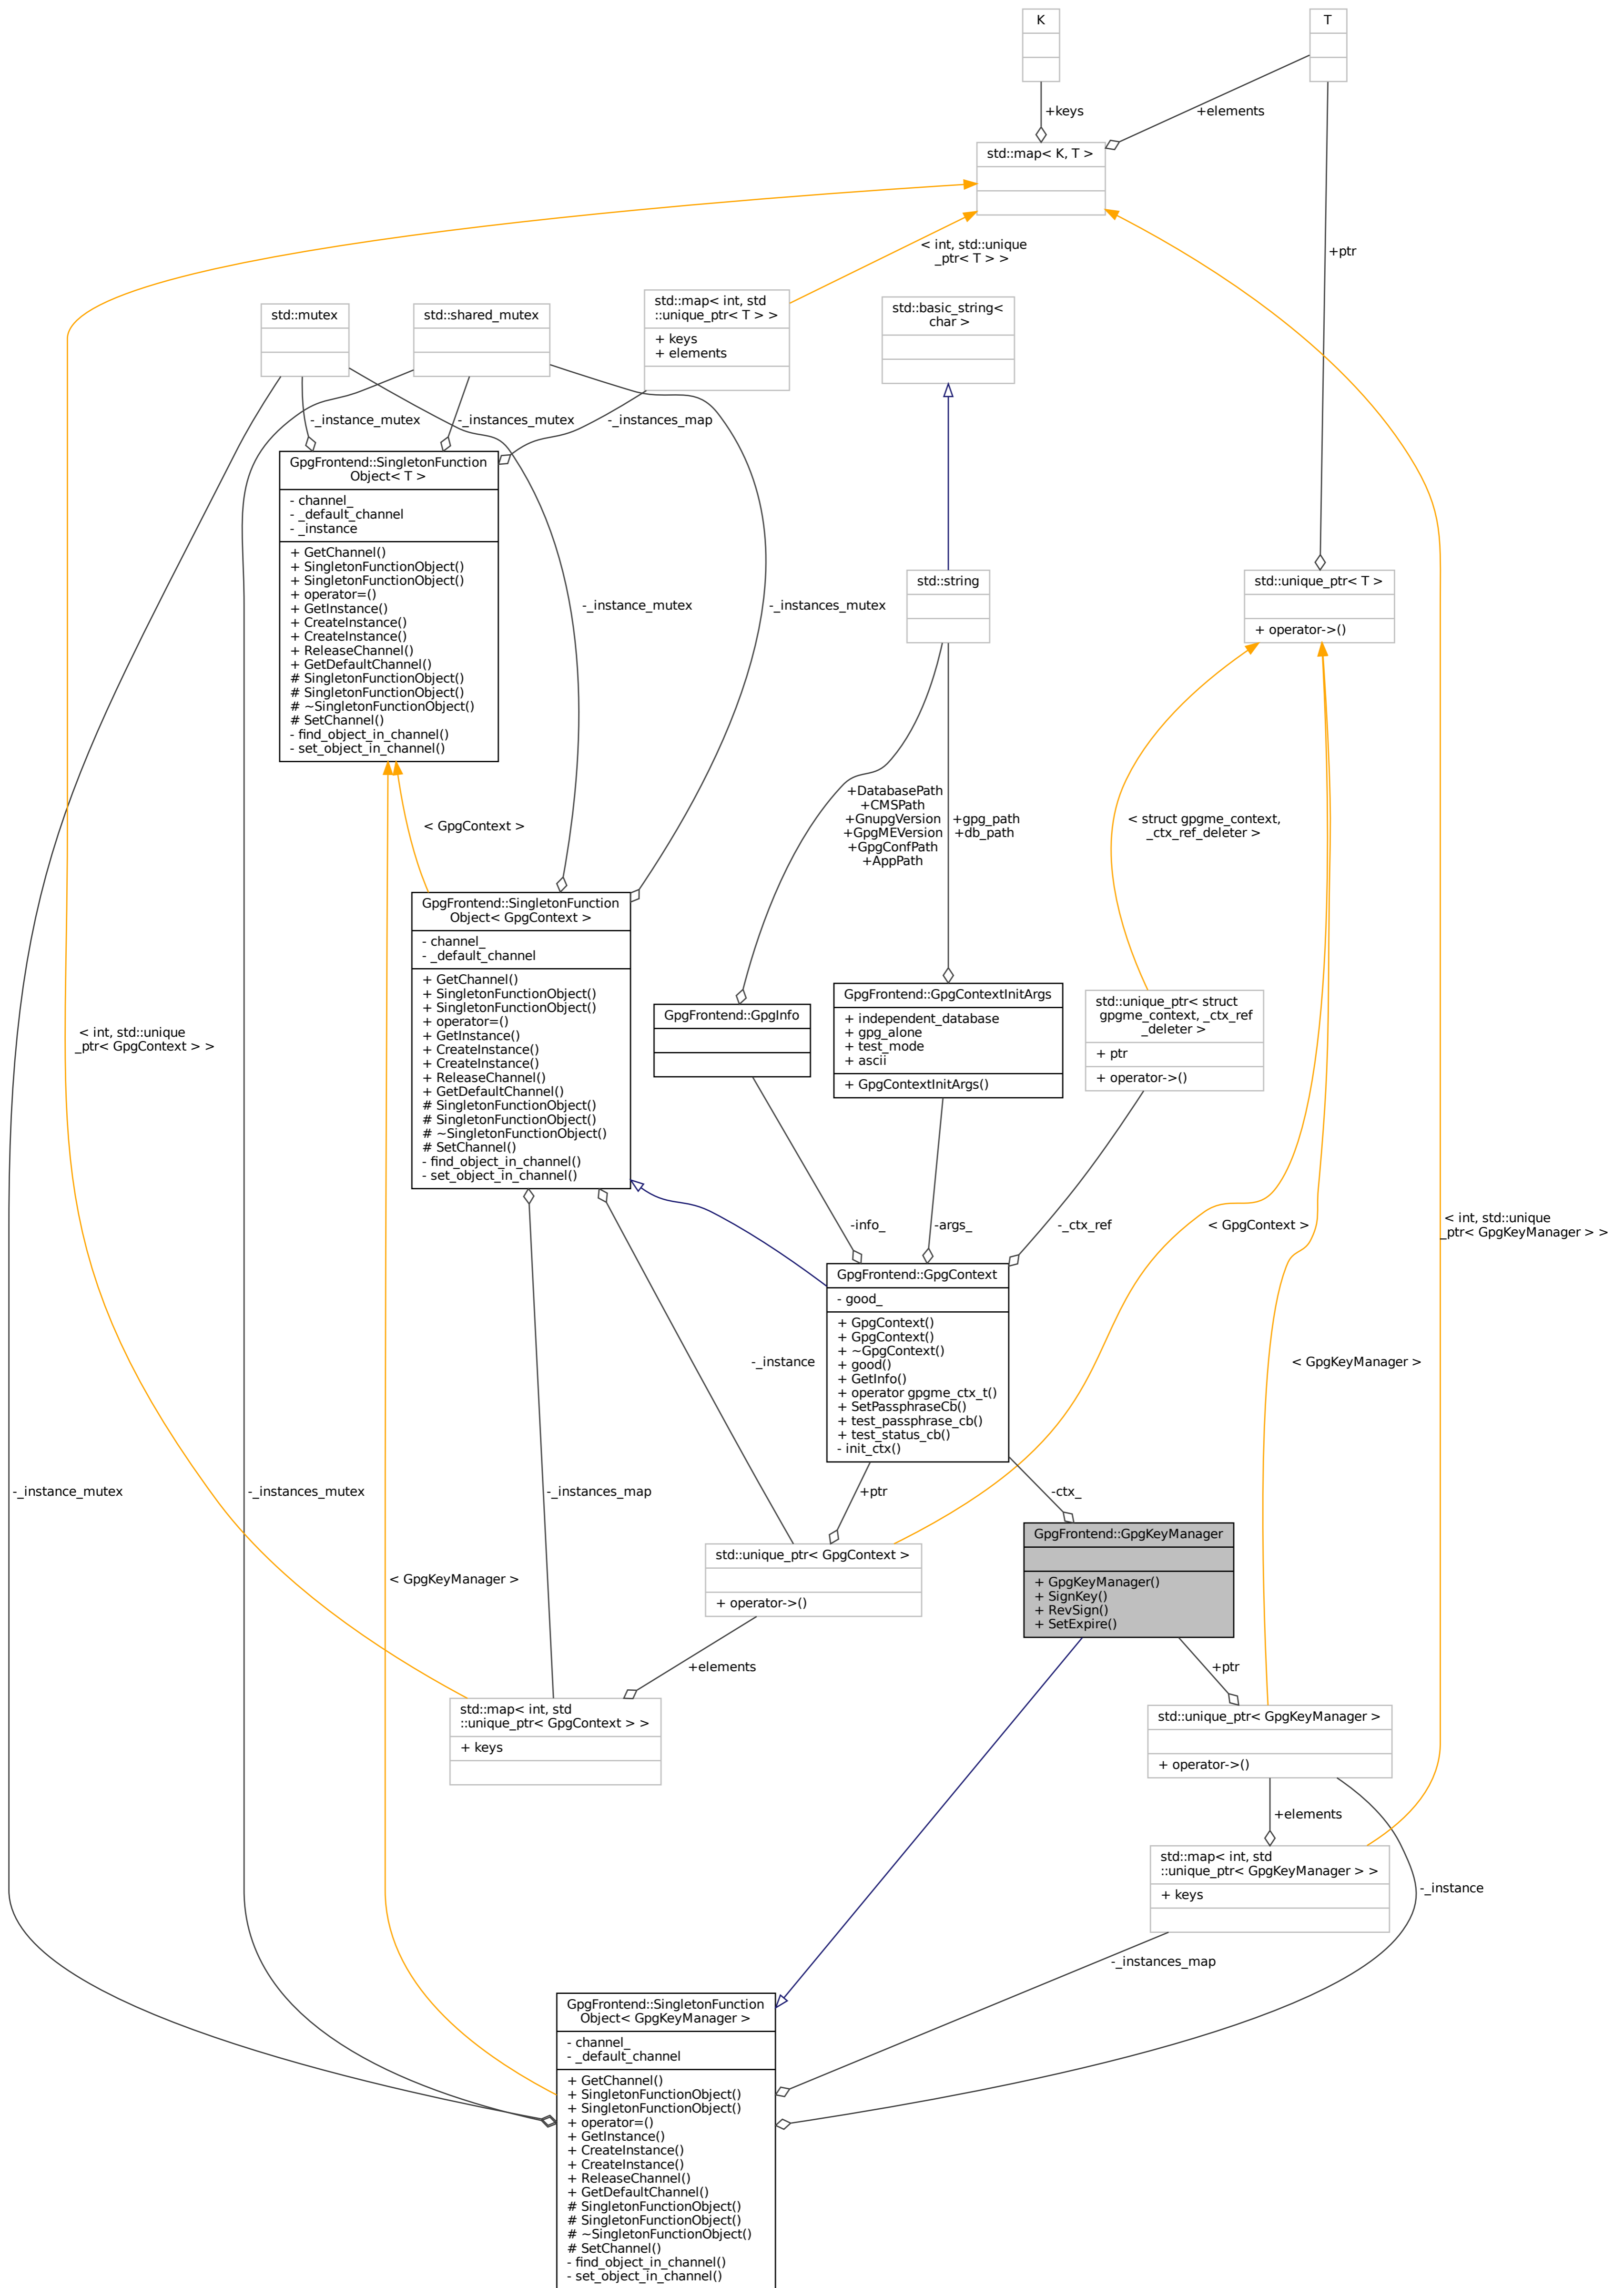 K
T
+keys
+elements
std::map< K, T >
< int, std::unique
_ptr< T > >
+ptr
std::mutex
std::shared_mutex
std::map< int, std
::unique_ptr< T > >
+ keys
+ elements
std::basic_string<
char >
-_instance_mutex
-_instances_mutex
-_instances_map
GpgFrontend::SingletonFunction
Object< T >
- channel_
- _default_channel
- _instance
+ GetChannel()
+ SingletonFunctionObject()
+ SingletonFunctionObject()
+ operator=()
+ GetInstance()
+ CreateInstance()
+ CreateInstance()
+ ReleaseChannel()
+ GetDefaultChannel()
# SingletonFunctionObject()
# SingletonFunctionObject()
# ~SingletonFunctionObject()
# SetChannel()
- find_object_in_channel()
- set_object_in_channel()
-_instance_mutex
-_instances_mutex
std::string
std::unique_ptr< T >
+ operator->()
< GpgContext >
+DatabasePath
+CMSPath
+GnupgVersion
+GpgMEVersion
+GpgConfPath
+AppPath
+gpg_path
+db_path
< struct gpgme_context,
_ctx_ref_deleter >
GpgFrontend::SingletonFunction
Object< GpgContext >
- channel_
- _default_channel
+ GetChannel()
+ SingletonFunctionObject()
+ SingletonFunctionObject()
+ operator=()
+ GetInstance()
+ CreateInstance()
+ CreateInstance()
+ ReleaseChannel()
+ GetDefaultChannel()
# SingletonFunctionObject()
# SingletonFunctionObject()
# ~SingletonFunctionObject()
# SetChannel()
- find_object_in_channel()
- set_object_in_channel()
GpgFrontend::GpgInfo
GpgFrontend::GpgContextInitArgs
+ independent_database
+ gpg_alone
+ test_mode
+ ascii
+ GpgContextInitArgs()
std::unique_ptr< struct
gpgme_context, _ctx_ref
_deleter >
+ ptr
+ operator->()
< int, std::unique
_ptr< GpgContext > >
-info_
-args_
-_ctx_ref
< GpgContext >
< int, std::unique
_ptr< GpgKeyManager > >
GpgFrontend::GpgContext
- good_
+ GpgContext()
+ GpgContext()
+ ~GpgContext()
+ good()
+ GetInfo()
+ operator gpgme_ctx_t()
+ SetPassphraseCb()
+ test_passphrase_cb()
+ test_status_cb()
- init_ctx()
-_instance
< GpgKeyManager >
-_instance_mutex
-_instances_mutex
-_instances_map
+ptr
-ctx_
< GpgKeyManager >
std::unique_ptr< GpgContext >
+ operator->()
GpgFrontend::GpgKeyManager
+ GpgKeyManager()
+ SignKey()
+ RevSign()
+ SetExpire()
+elements
+ptr
std::map< int, std
::unique_ptr< GpgContext > >
+ keys
std::unique_ptr< GpgKeyManager >
+ operator->()
+elements
std::map< int, std
::unique_ptr< GpgKeyManager > >
+ keys
-_instance
-_instances_map
GpgFrontend::SingletonFunction
Object< GpgKeyManager >
- channel_
- _default_channel
+ GetChannel()
+ SingletonFunctionObject()
+ SingletonFunctionObject()
+ operator=()
+ GetInstance()
+ CreateInstance()
+ CreateInstance()
+ ReleaseChannel()
+ GetDefaultChannel()
# SingletonFunctionObject()
# SingletonFunctionObject()
# ~SingletonFunctionObject()
# SetChannel()
- find_object_in_channel()
- set_object_in_channel()